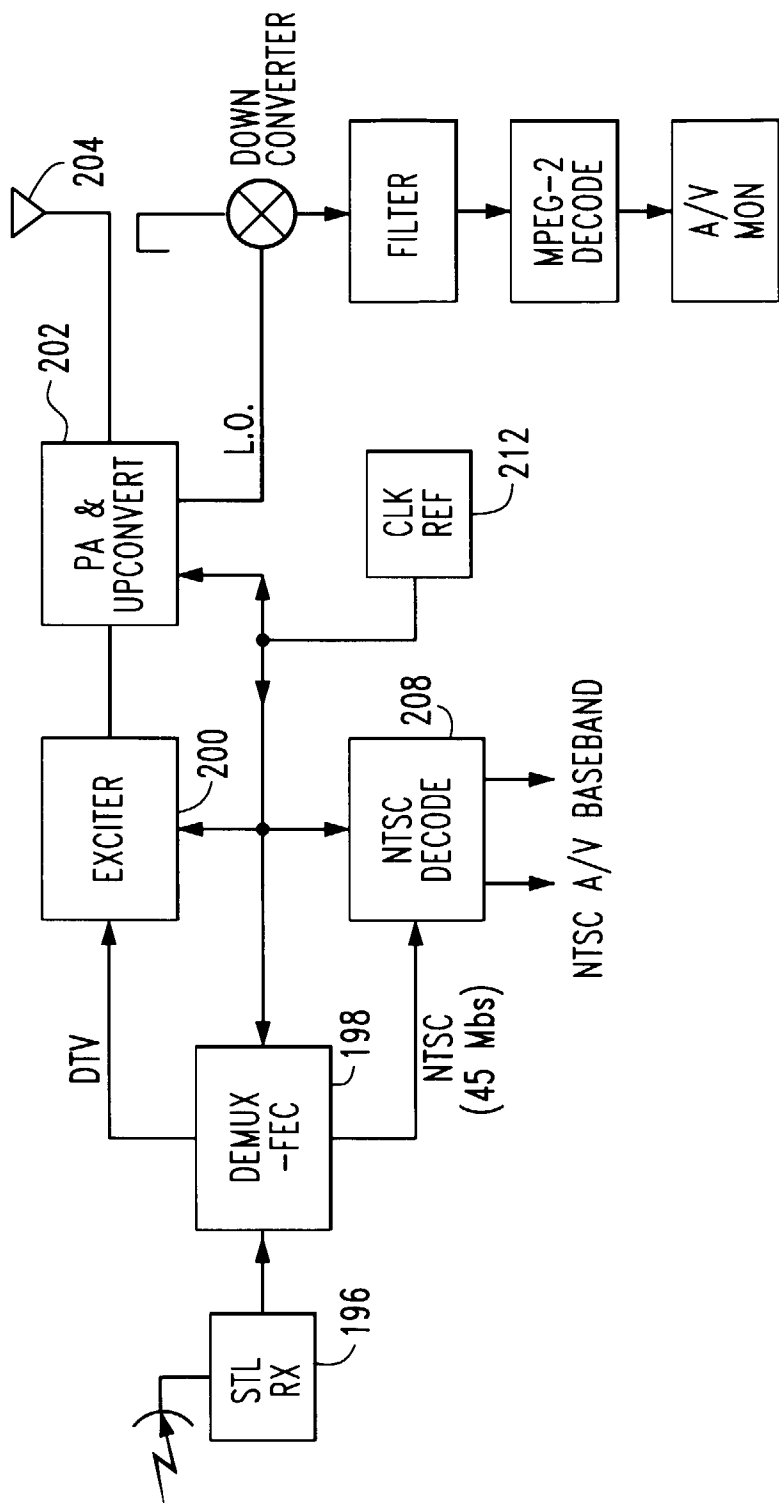 STL
RX
196
DEMUX
-FEC
198
DTV
NTSC
(45 Mbs)
EXCITER
200
NTSC
DECODE
208
NTSC A/V BASEBAND
PA &
UPCONVERT
202
204
L.O.
CLK
REF
212
DOWN
CONVERTER
FILTER
MPEG-2
DECODE
A/V
MON